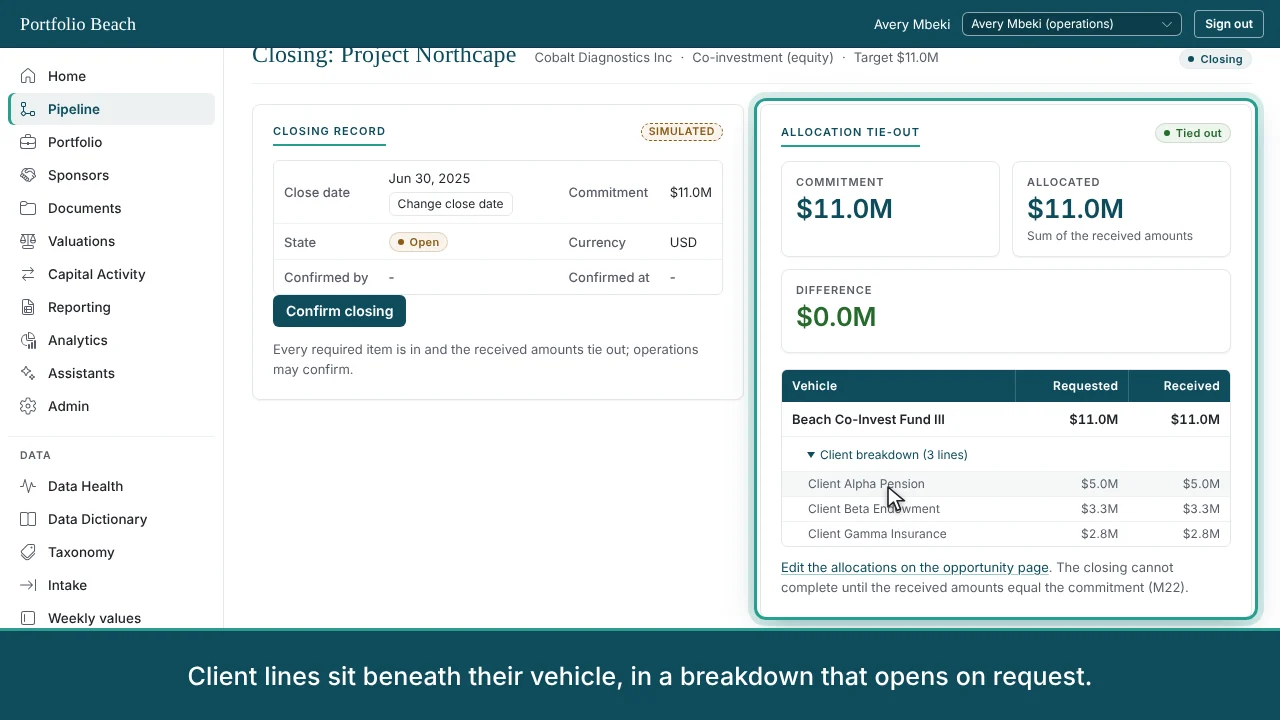 Portfolio Beach
Avery Mbeki
Avery Mbeki (operations)
Sign out
Home
Pipeline
Portfolio
Sponsors
Documents
Valuations
Capital Activity
Reporting
Analytics
Assistants
Admin
DATA
Data Health
Data Dictionary
Taxonomy
Intake
Weekly values
Closing: Project Northcape
Cobalt Diagnostics Inc · Co-investment (equity) · Target $11.0M
Closing
CLOSING RECORD
SIMULATED
Close date
Jun 30, 2025
Change close date
Commitment
$11.0M
State
Open
Currency
USD
Confirmed by
-
Confirmed at
-
Confirm closing
Every required item is in and the received amounts tie out; operations
may confirm.
ALLOCATION TIE-OUT
Tied out
COMMITMENT
$11.0M
ALLOCATED
$11.0M
Sum of the received amounts
DIFFERENCE
$0.0M
Vehicle Requested Received
Beach Co-Invest Fund III $11.0M $11.0M
Client breakdown (3 lines)
Client Alpha Pension $5.0M $5.0M
Client Beta Endowment $3.3M $3.3M
Client Gamma Insurance $2.8M $2.8M
Edit the allocations on the opportunity page. The closing cannot
complete until the received amounts equal the commitment (M22).
Client lines sit beneath their vehicle, in a breakdown that opens on request.